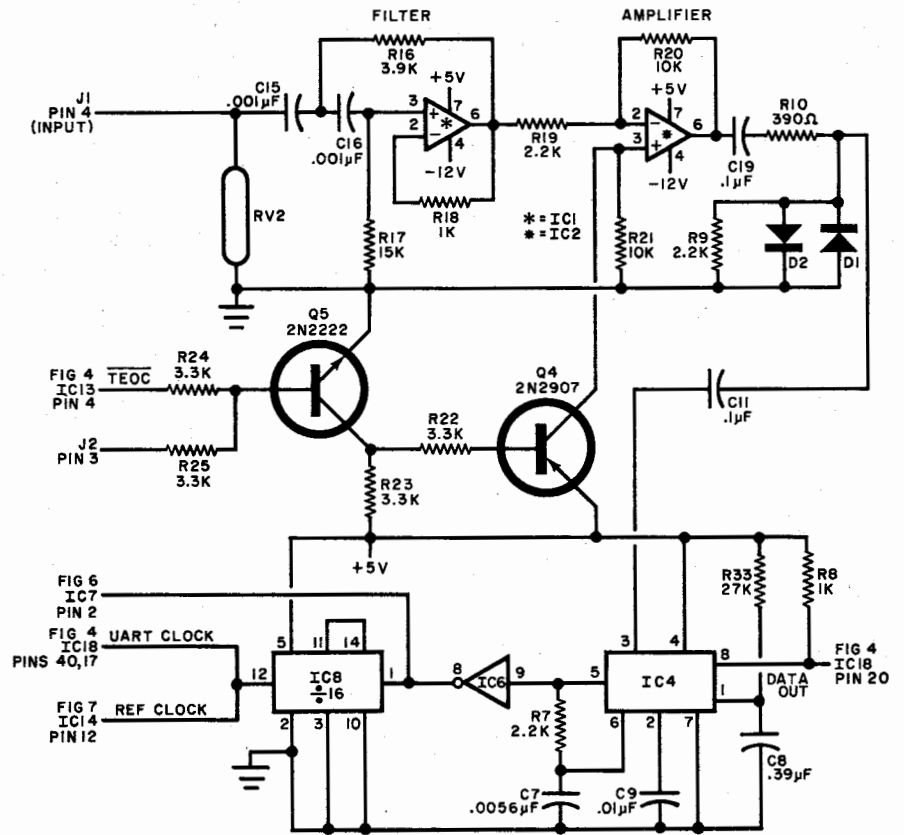 FILTER
AMPLIFIER
R16
3.9K
R20
10K
C15
.001µF
+5V
+5V
J1
PIN 4
(INPUT)
3
7
6
2
4
+
-
*
2
7
6
3
4
-
+
*
R10
390Ω
C16
.001µF
R19
2.2K
-12V
-12V
C19
.1µF
RV2
R18
1K
R17
15K
*=IC1
*=IC2
R21
10K
R9
2.2K
D2
D1
Q5
2N2222
Q4
2N2907
FIG 4
IC13
PIN 4
TEOC
R24
3.3K
J2
PIN 3
R25
3.3K
R22
3.3K
C11
.1µF
R23
3.3K
+5V
R33
27K
R8
1K
FIG 6
IC7
PIN 2
FIG 4
IC18
PINS 40,17
UART CLOCK
FIG 7
IC14
PIN 12
REF CLOCK
5
11
14
12
IC8
÷16
1
2
3
10
8
IC6
9
3
4
5
IC4
8
1
6
2
7
DATA
OUT
FIG 4
IC18
PIN 20
R7
2.2K
C7
.0056µF
C9
.01µF
C8
.39µF